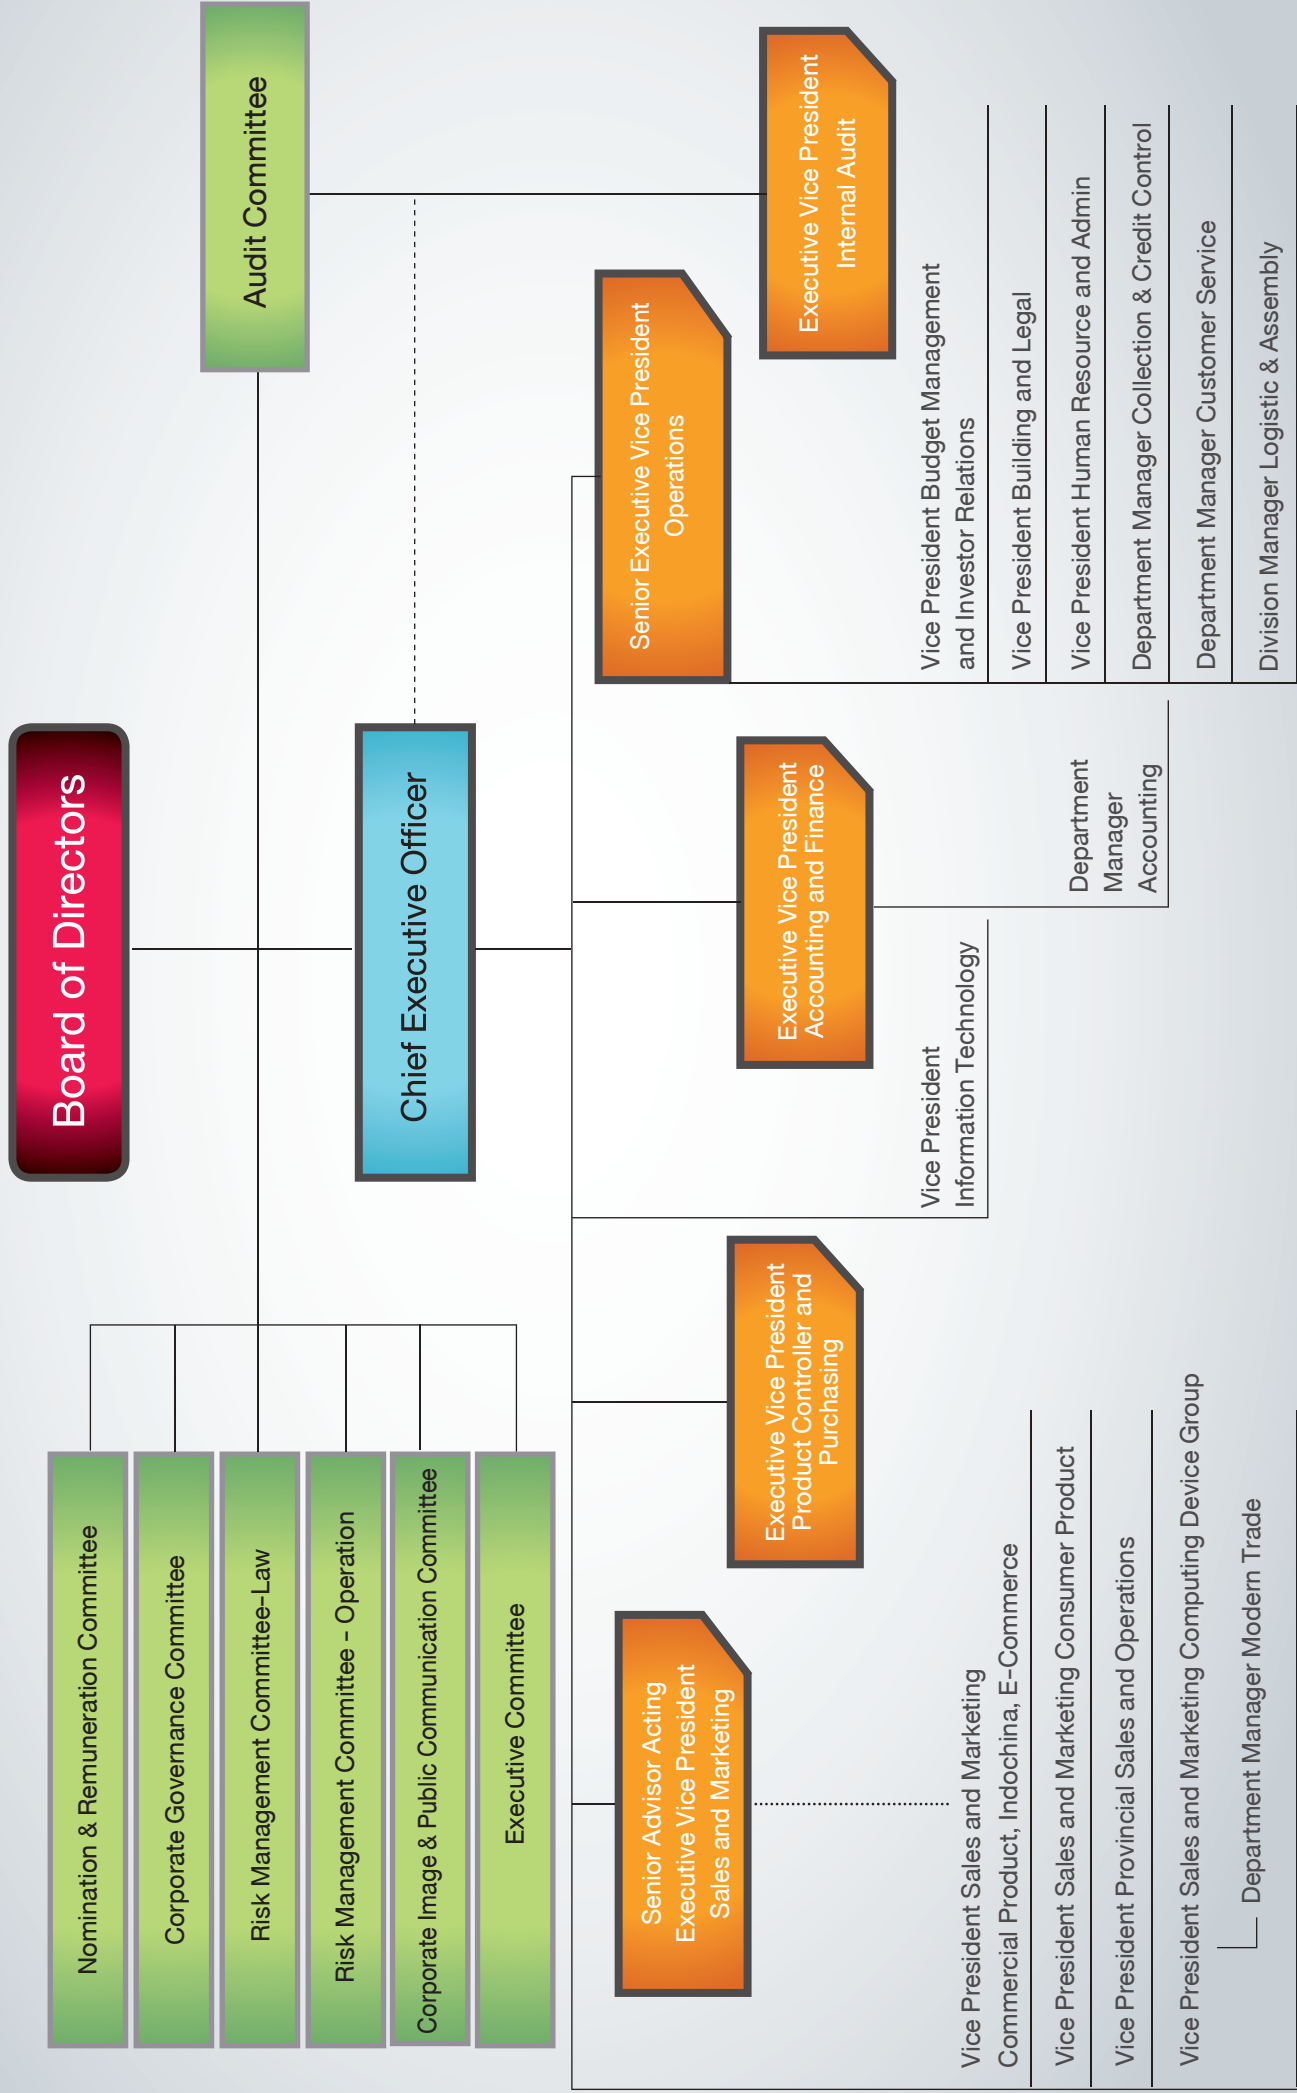 Board of Directors
Audit Committee
Nomination & Remuneration Committee
Corporate Governance Committee
Risk Management Committee-Law
Risk Management Committee - Operation
Corporate Image & Public Communication Committee
Executive Committee
Chief Executive Officer
Senior Advisor Acting
Executive Vice President
Sales and Marketing
Executive Vice President
Product Controller and
Purchasing
Executive Vice President
Accounting and Finance
Senior Executive Vice President
Operations
Executive Vice President
Internal Audit
Vice President Sales and Marketing
Commercial Product, Indochina, E-Commerce
Vice President Sales and Marketing Consumer Product
Vice President Provincial Sales and Operations
Vice President Sales and Marketing Computing Device Group
Department Manager Modern Trade
Vice President
Information Technology
Department
Manager
Accounting
Vice President Budget Management
and Investor Relations
Vice President Building and Legal
Vice President Human Resource and Admin
Department Manager Collection & Credit Control
Department Manager Customer Service
Division Manager Logistic & Assembly